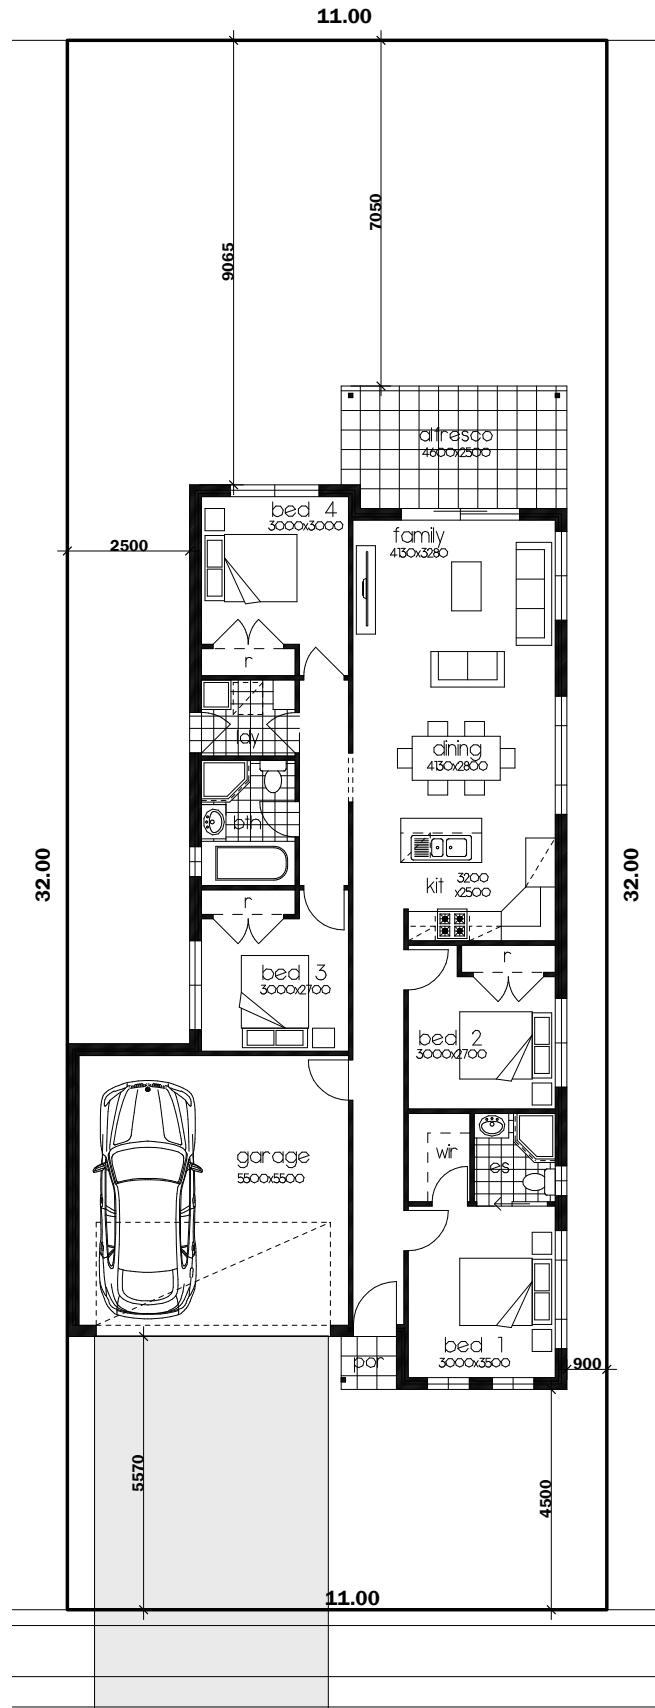 11.00
7050
9065
alfresco
4600x2500
bed 4
3000x3000
family
4130x3280
2500
r
ldy
dining
4130x2800
bth
32.00
32.00
kit 3200
x2500
r
r
bed 3
3000x2700
bed 2
3000x2700
garage
5500x5500
wir
es
bed 1
3000x3500
por
900
5570
4500
11.00